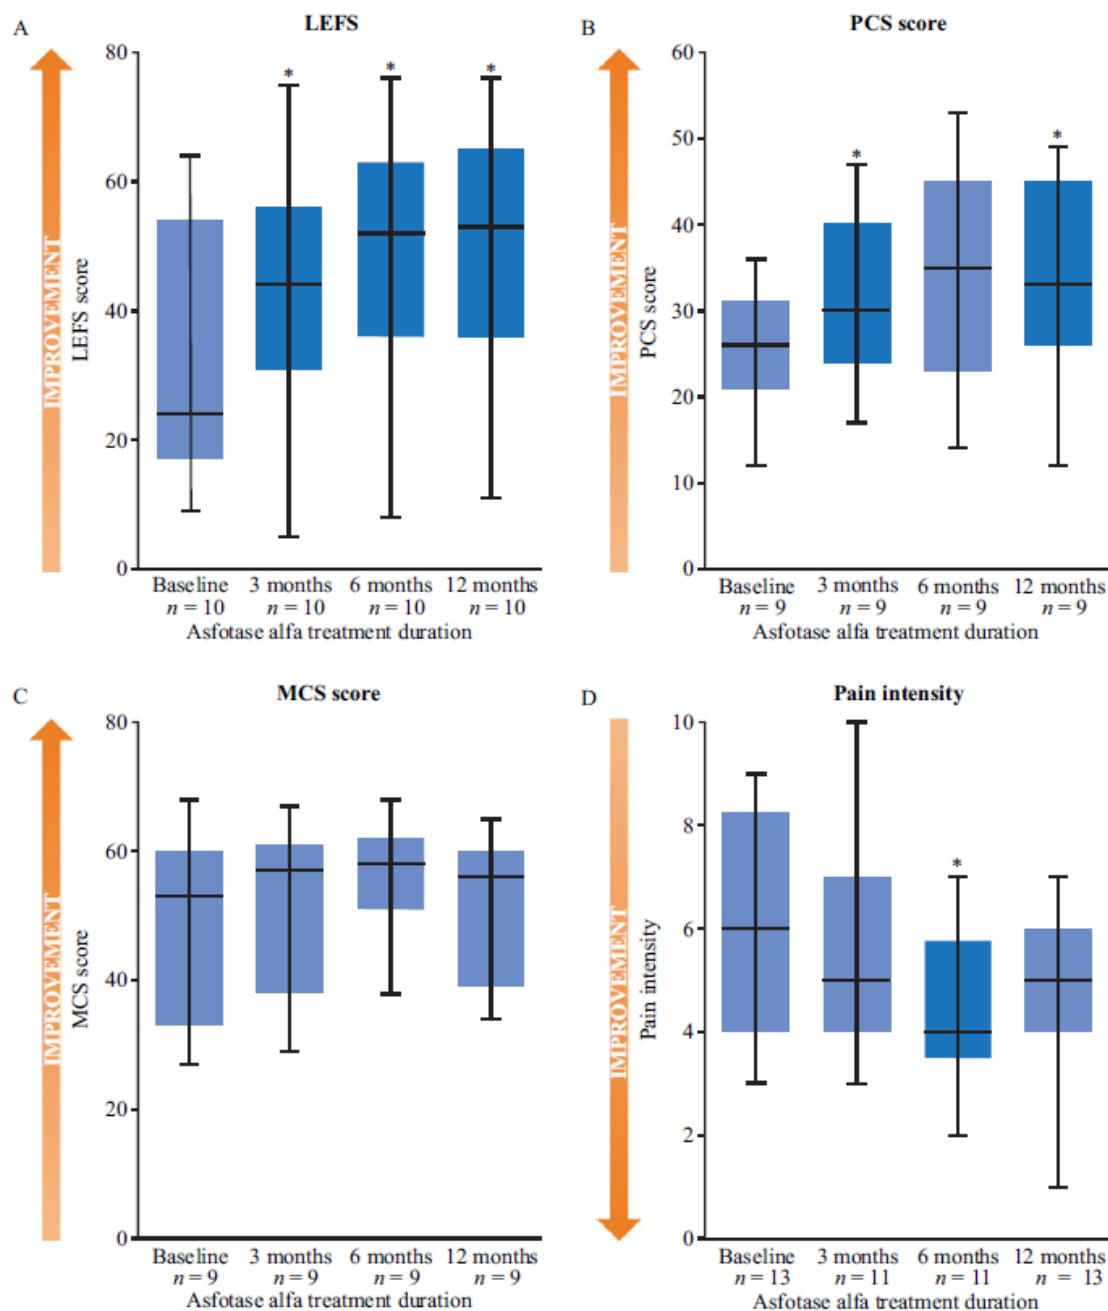 A
LEFS
IMPROVEMENT
LEFS score
80
60
40
20
0
*
*
*
Baseline 3 months 6 months 12 months
n = 10 n = 10 n = 10 n = 10
Asfotase alfa treatment duration
B
PCS score
IMPROVEMENT
PCS score
60
50
40
30
20
10
0
*
*
Baseline 3 months 6 months 12 months
n = 9 n = 9 n = 9 n = 9
Asfotase alfa treatment duration
C
MCS score
IMPROVEMENT
MCS score
80
60
40
20
0
Baseline 3 months 6 months 12 months
n = 9 n = 9 n = 9 n = 9
Asfotase alfa treatment duration
D
Pain intensity
IMPROVEMENT
Pain intensity
10
8
6
4
2
0
*
Baseline 3 months 6 months 12 months
n = 13 n = 11 n = 11 n = 13
Asfotase alfa treatment duration